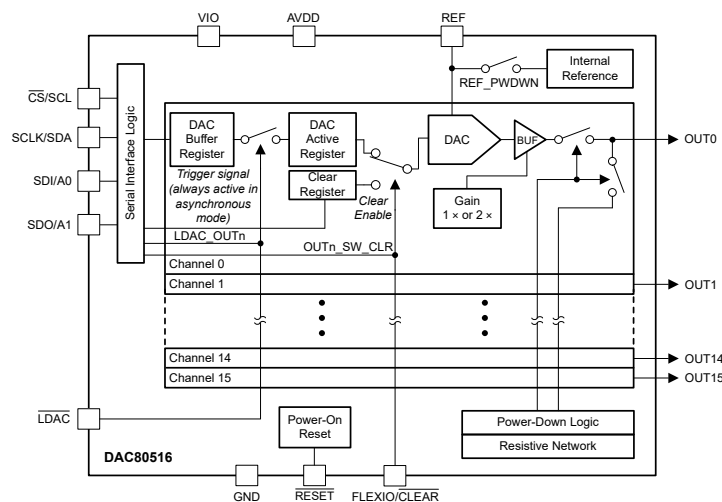 VIO
AVDD
REF
REF_PWDWN
Internal
Reference
CS/SCL
SCLK/SDA
SDI/A0
SDO/A1
Serial Interface Logic
DAC
Buffer
Register
Trigger signal
(always active in
asynchronous
mode)
DAC
Active
Register
Clear
Register
Clear
Enable
DAC
BUF
Gain
1 × or 2 ×
OUT0
LDAC_OUTn
OUTn_SW_CLR
Channel 0
Channel 1
OUT1
Channel 14
OUT14
Channel 15
OUT15
LDAC
Power-On
Reset
Power-Down Logic
Resistive Network
DAC80516
GND
RESET
FLEXIO/CLEAR